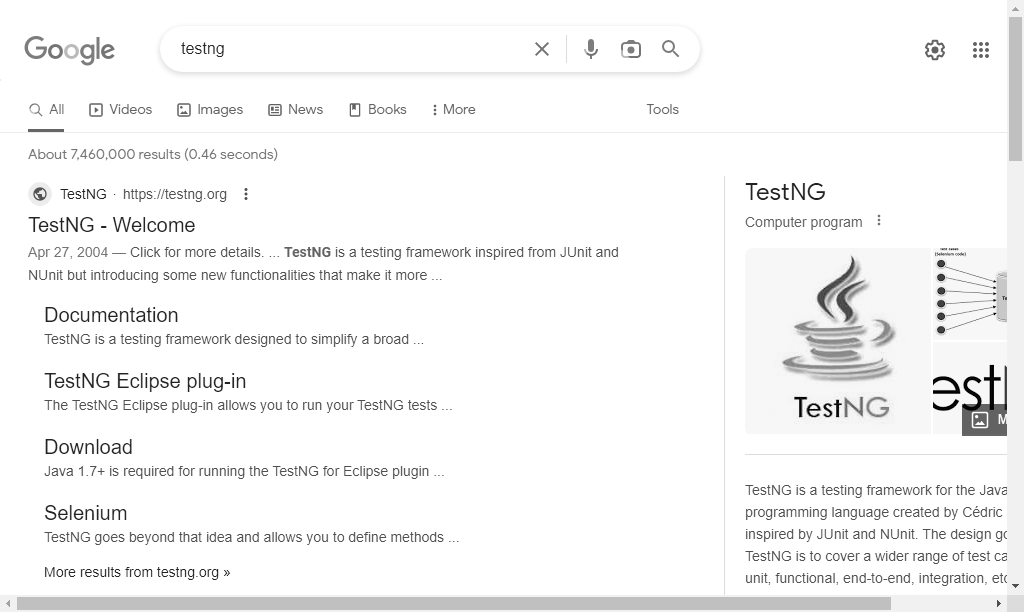 Google
testng
All
Videos
Images
News
Books
More
Tools
About 7,460,000 results (0.46 seconds)
TestNG · https://testng.org
TestNG - Welcome
Apr 27, 2004 — Click for more details. ... TestNG is a testing framework inspired from JUnit and
NUnit but introducing some new functionalities that make it more ...
Documentation
TestNG is a testing framework designed to simplify a broad ...
TestNG Eclipse plug-in
The TestNG Eclipse plug-in allows you to run your TestNG tests ...
Download
Java 1.7+ is required for running the TestNG for Eclipse plugin ...
Selenium
TestNG goes beyond that idea and allows you to define methods ...
More results from testng.org »
TestNG
Computer program
(Selenium code)
TestNG
TestNG is a testing framework for the Java
programming language created by Cédric
inspired by JUnit and NUnit. The design
TestNG is to cover a wider range of test
unit, functional, end-to-end, integration,